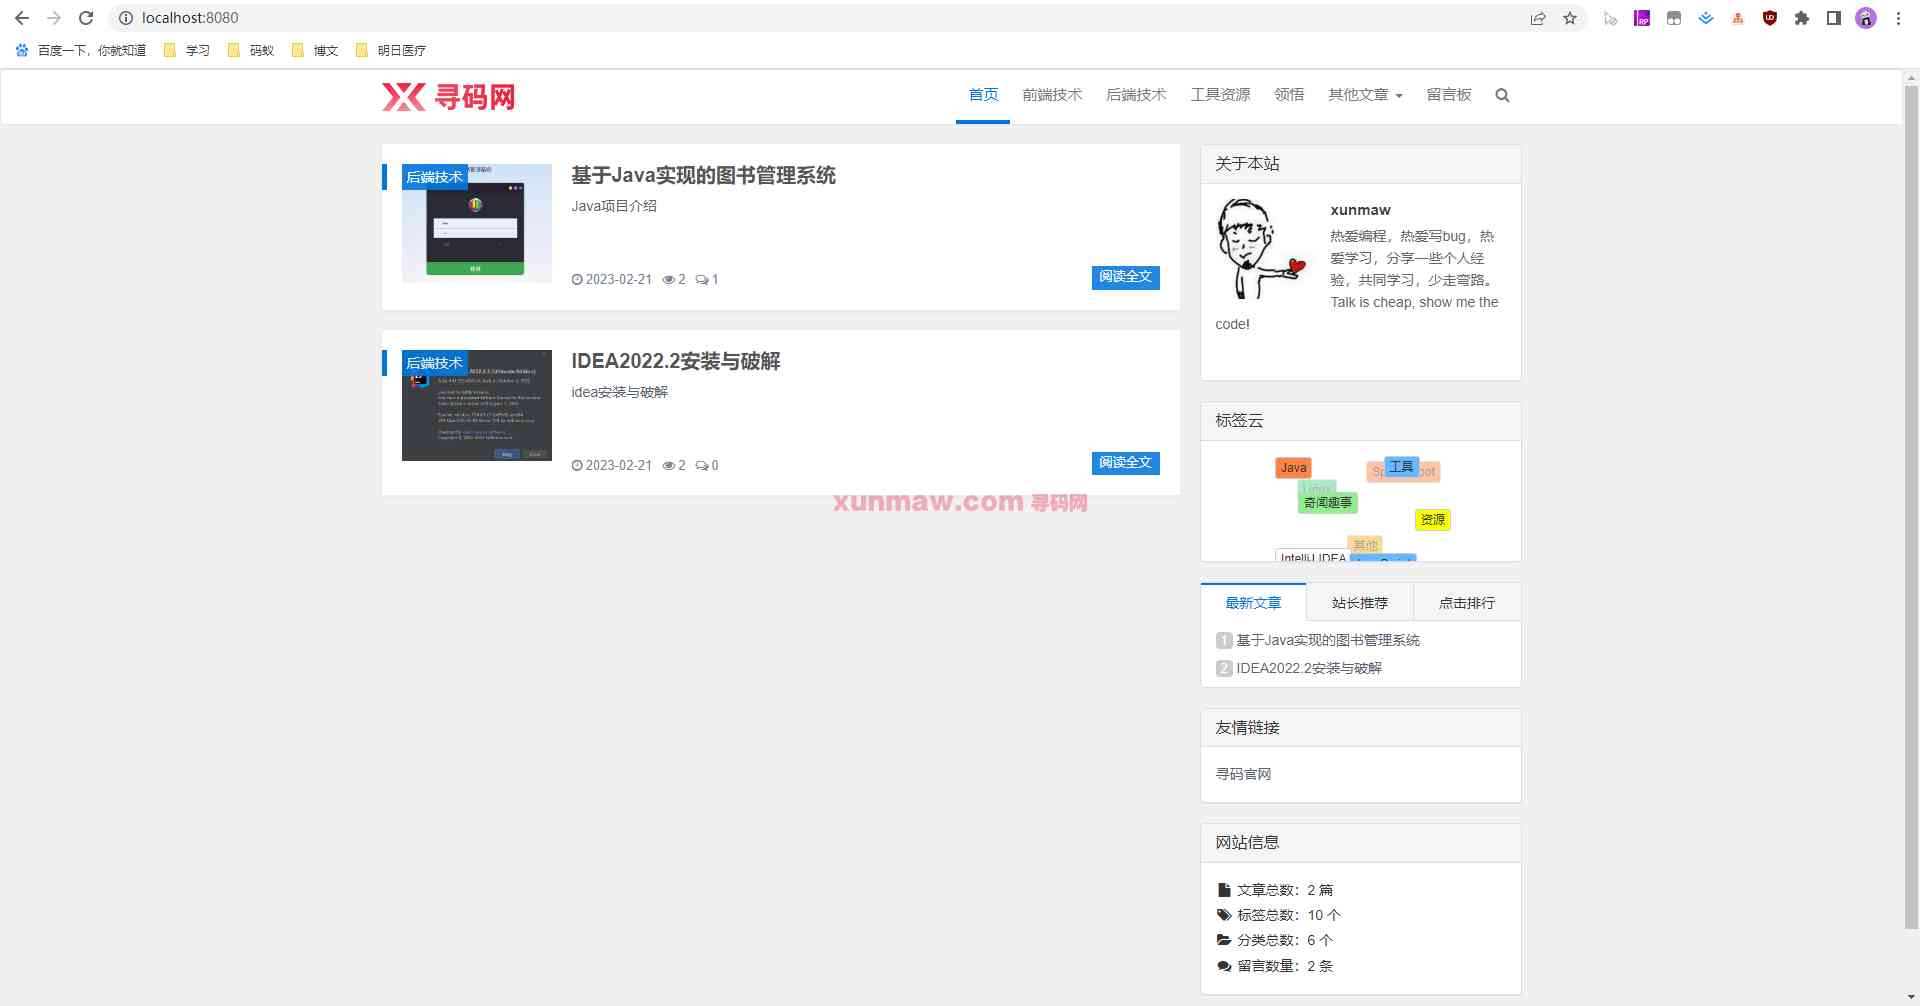 localhost:8080
百度一下，你就知道 学习 码蚁 博文 明日医疗
寻码网
首页 前端技术 后端技术 工具资源 领悟 其他文章 留言板
后端技术
基于Java实现的图书管理系统
Java项目介绍
2023-02-21 2 1
阅读全文
后端技术
IDEA2022.2安装与破解
idea安装与破解
2023-02-21 2 0
阅读全文
xunmaw.com 寻码网
关于本站
xunmaw
热爱编程，热爱写bug，热
爱学习，分享一些个人经
验，共同学习，少走弯路。
Talk is cheap, show me the
code!
标签云
Java
工具
奇闻趣事
资源
其他
IntelliJ IDEA
最新文章 站长推荐 点击排行
1 基于Java实现的图书管理系统
2 IDEA2022.2安装与破解
友情链接
寻码官网
网站信息
文章总数：2 篇
标签总数：10 个
分类总数：6 个
留言数量：2 条